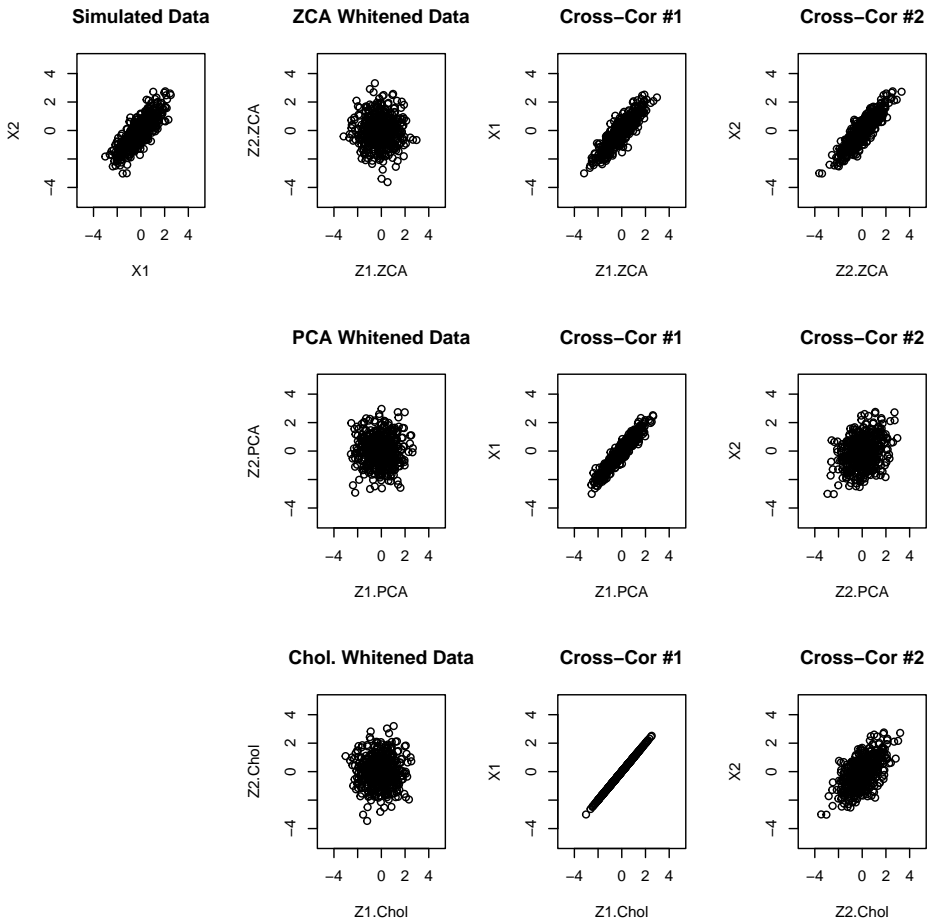 Simulated Data
X2
4
2
0
−4
−4
0
2
4
X1
ZCA Whitened Data
Z2.ZCA
4
2
0
−4
−4
0
2
4
Z1.ZCA
Cross−Cor #1
X1
4
2
0
−4
−4
0
2
4
Z1.ZCA
Cross−Cor #2
X2
4
2
0
−4
−4
0
2
4
Z2.ZCA
PCA Whitened Data
Z2.PCA
4
2
0
−4
−4
0
2
4
Z1.PCA
Cross−Cor #1
X1
4
2
0
−4
−4
0
2
4
Z1.PCA
Cross−Cor #2
X2
4
2
0
−4
−4
0
2
4
Z2.PCA
Chol. Whitened Data
Z2.Chol
4
2
0
−4
−4
0
2
4
Z1.Chol
Cross−Cor #1
X1
4
2
0
−4
−4
0
2
4
Z1.Chol
Cross−Cor #2
X2
4
2
0
−4
−4
0
2
4
Z2.Chol